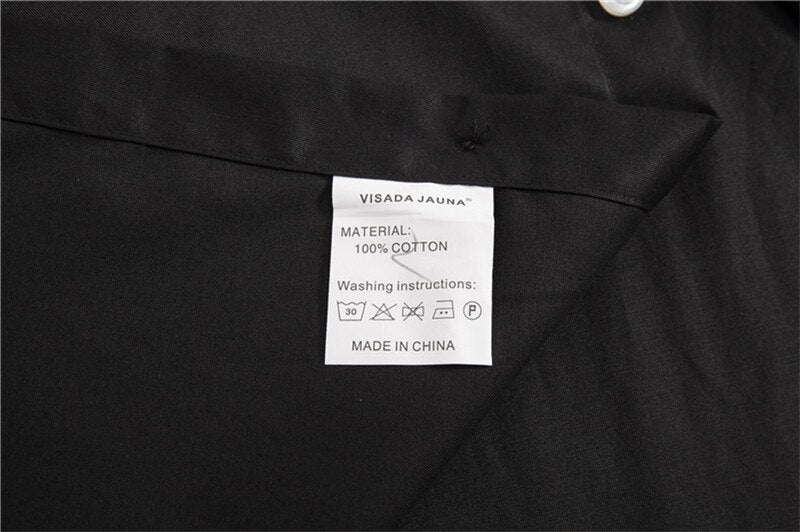 VISADA JAUNA®
MATERIAL:
100% COTTON
Washing instructions:
30 P
MADE IN CHINA